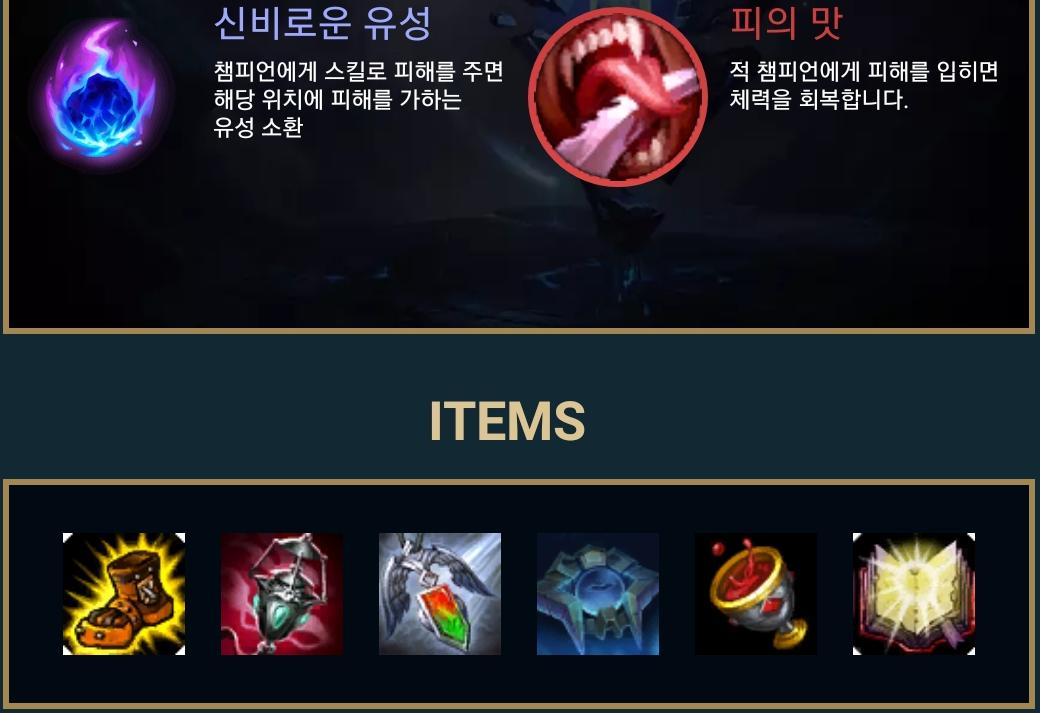 신비로운 유성
챔피언에게 스킬로 피해를 주면
해당 위치에 피해를 가하는
유성 소환
피의 맛
적 챔피언에게 피해를 입히면
체력을 회복합니다.
ITEMS